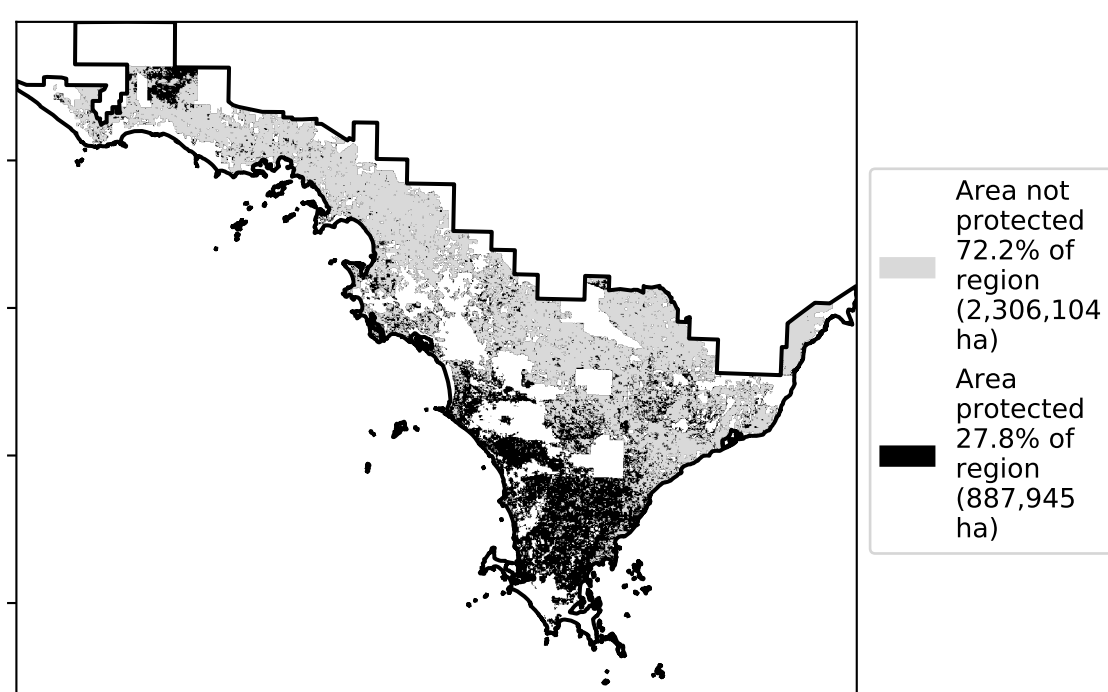 Area not
protected
72.2% of
region
(2,306,104
ha)
Area
protected
27.8% of
region
(887,945
ha)